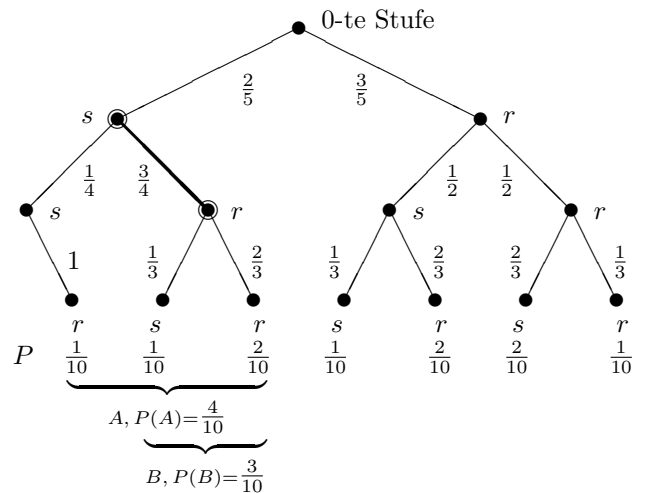 0-te Stufe
2/5 3/5
s r
1/4 3/4 1/2 1/2
s r s r
1 1/3 2/3 1/3 2/3 2/3 1/3
r s r s r s r
P 1/10 1/10 2/10 1/10 2/10 2/10 1/10
A, P(A)=4/10
B, P(B)=3/10